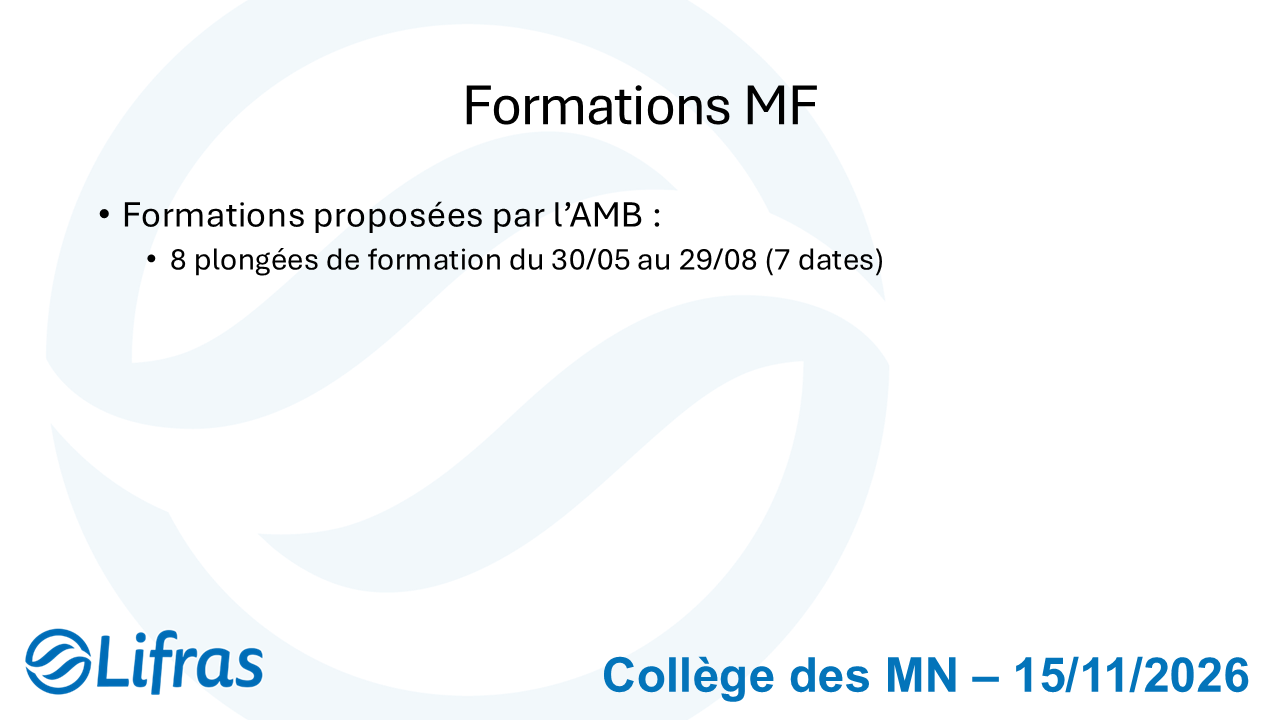 Formations MF
• Formations proposées par l’AMB :
• 8 plongées de formation du 30/05 au 29/08 (7 dates)
Lifras
Collège des MN – 15/11/2026